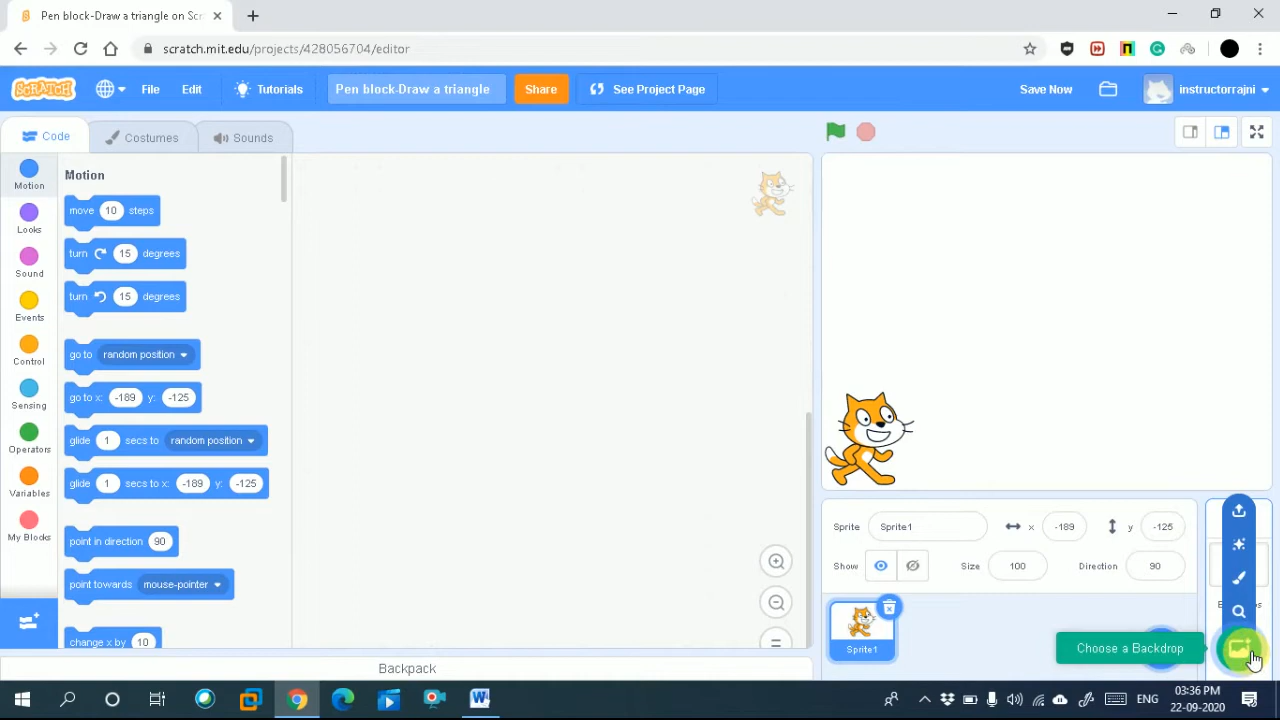 Pen block-Draw a triangle on Scr
scratch.mit.edu/projects/428056704/editor
SCRATCH File Edit Tutorials Pen block-Draw a triangle Share See Project Page Save Now instructorrajni
Code Costumes Sounds
Motion
Looks
Sound
Events
Control
Sensing
Operators
Variables
My Blocks
Motion
move 10 steps
turn 15 degrees
turn 15 degrees
go to random position
go to x: -189 y: -125
glide 1 secs to random position
glide 1 secs to x: -189 y: -125
point in direction 90
point towards mouse-pointer
change x by 10
Backpack
Sprite Sprite1 x -189 y -125
Show Size 100 Direction 90
Sprite1
Choose a Backdrop
ENG 03:36 PM
22-09-2020